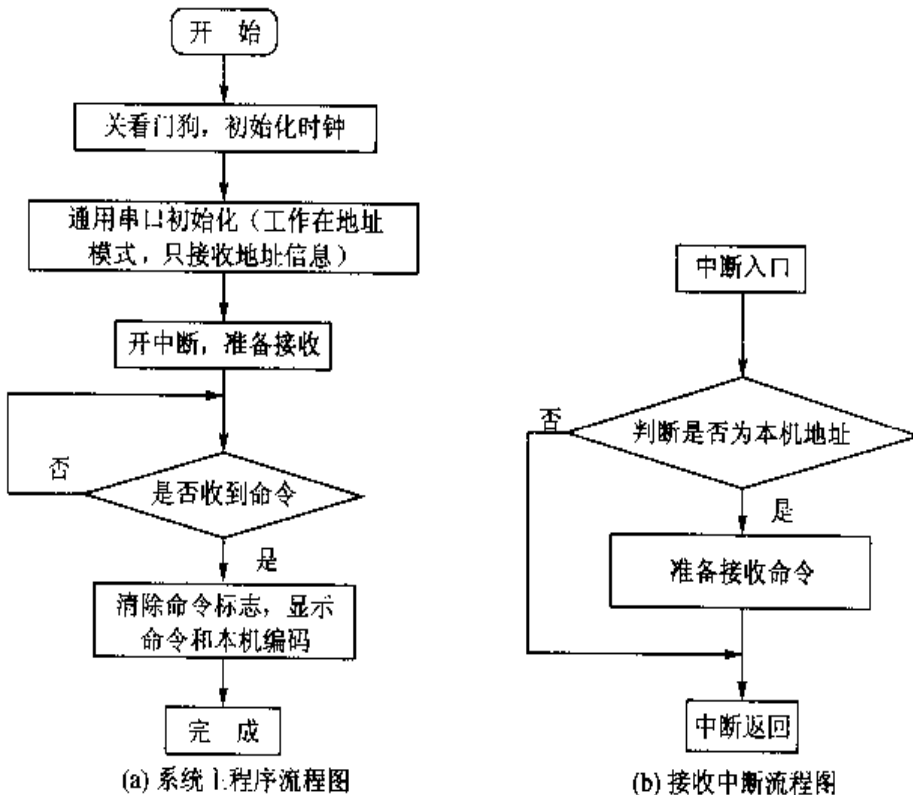 开 始
关看门狗，初始化时钟
通用串口初始化（工作在地址
模式，只接收地址信息）
开中断，准备接收
否
是否收到命令
是
清除命令标志，显示
命令和本机编码
完 成
(a) 系统主程序流程图
中断入口
否
判断是否为本机地址
是
准备接收命令
中断返回
(b) 接收中断流程图